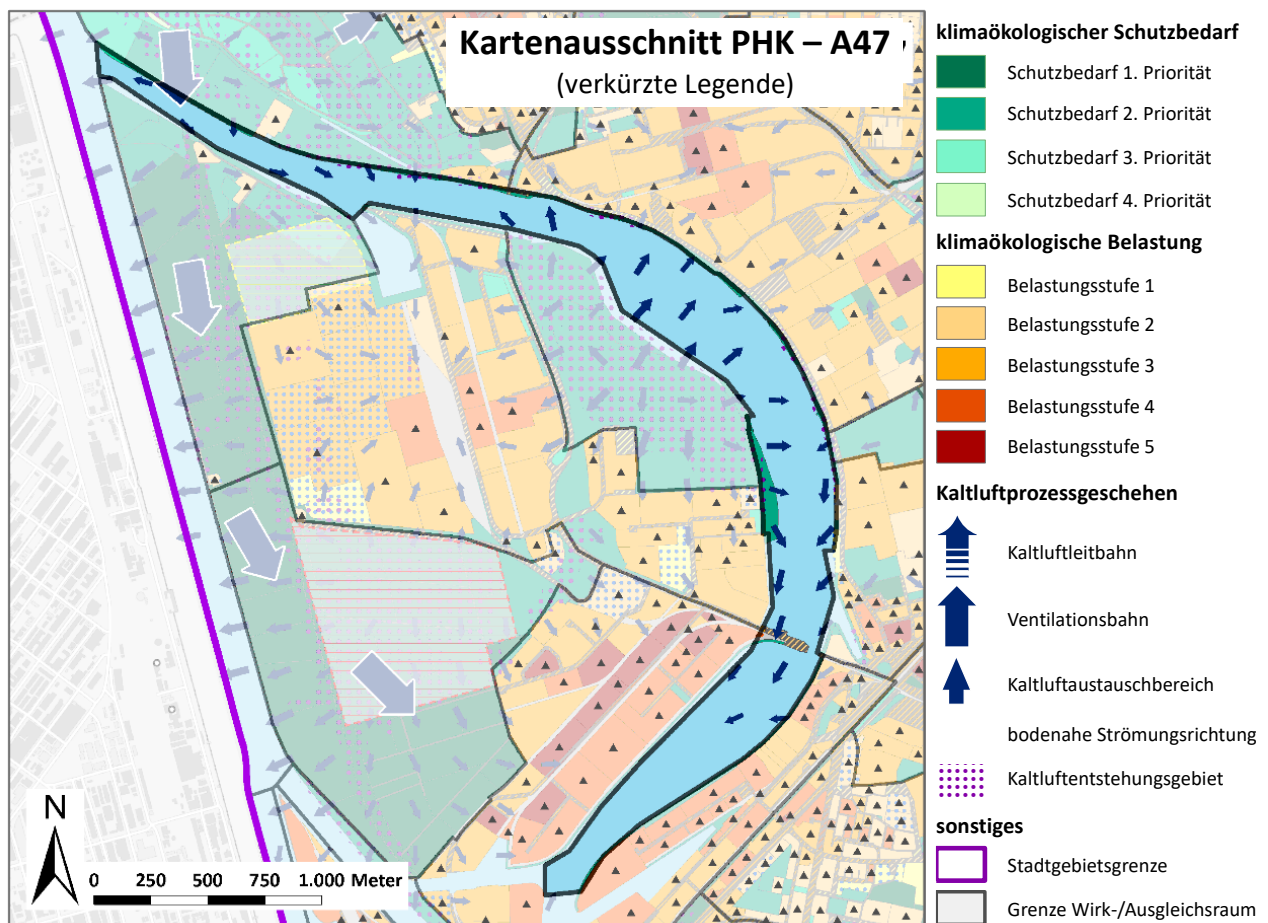 Kartenausschnitt PHK – A47
(verkürzte Legende)
N
0 250 500 750 1.000 Meter
klimaökologischer Schutzbedarf
Schutzbedarf 1. Priorität
Schutzbedarf 2. Priorität
Schutzbedarf 3. Priorität
Schutzbedarf 4. Priorität
klimaökologische Belastung
Belastungsstufe 1
Belastungsstufe 2
Belastungsstufe 3
Belastungsstufe 4
Belastungsstufe 5
Kaltluftprozessgeschehen
Kaltluftleitbahn
Ventilationsbahn
Kaltluftaustauschbereich
bodenahe Strömungsrichtung
Kaltluftentstehungsgebiet
sonstiges
Stadtgebietsgrenze
Grenze Wirk-/Ausgleichsraum